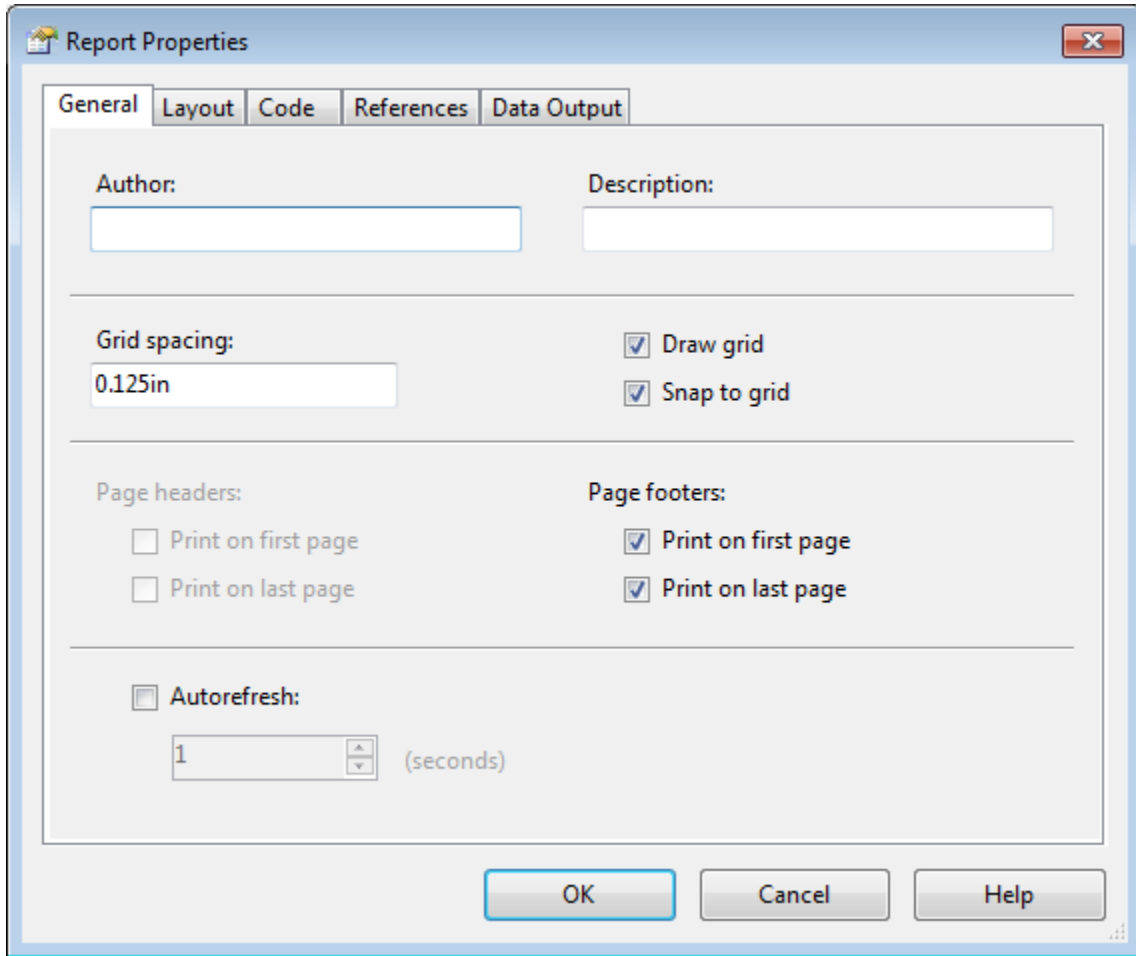 Report Properties
General Layout Code References Data Output
Author: Description:
Grid spacing: Draw grid
0.125in Snap to grid
Page headers: Page footers:
Print on first page Print on first page
Print on last page Print on last page
Autorefresh:
1 (seconds)
OK Cancel Help